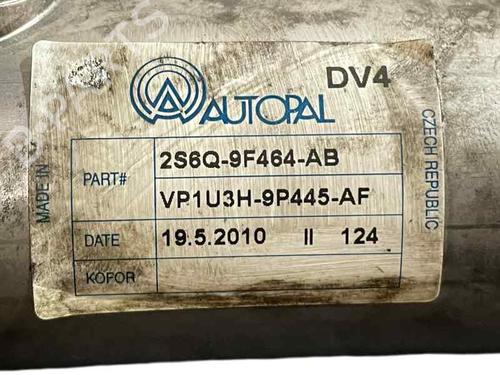 DV4
AUTOPAL
MADE IN
CZECH REPUBLIC
PART#
2S6Q-9F464-AB
VP1U3H-9P445-AF
DATE 19.5.2010 II 124
KOFOR